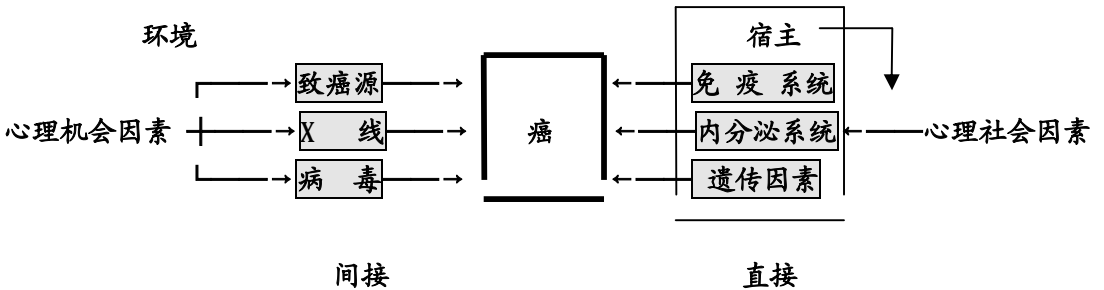 环境
宿主
致癌源
免 疫 系统
心理机会因素
X 线
癌
内分泌系统
心理社会因素
病 毒
遗传因素
间接
直接